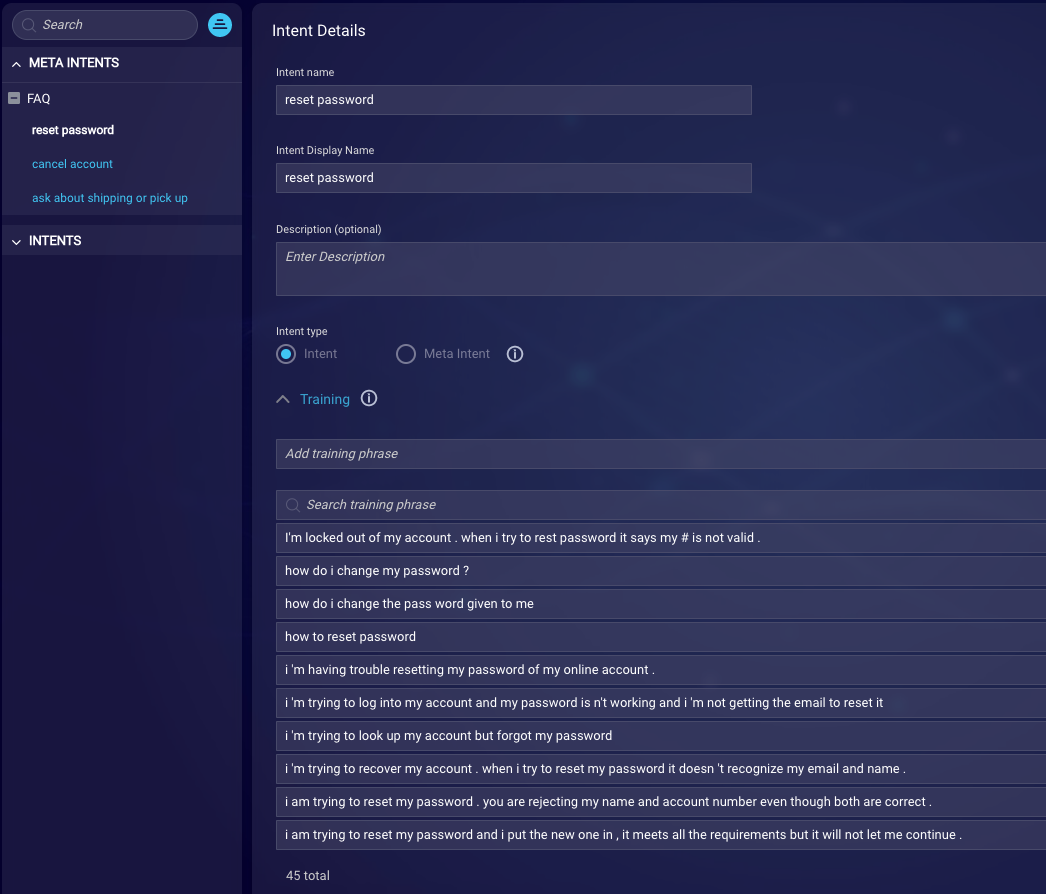 Search
META INTENTS
FAQ
reset password
cancel account
ask about shipping or pick up
INTENTS
Intent Details
Intent name
reset password
Intent Display Name
reset password
Description (optional)
Enter Description
Intent type
Intent
Meta Intent
Training
Add training phrase
Search training phrase
I'm locked out of my account . when i try to rest password it says my # is not valid .
how do i change my password ?
how do i change the pass word given to me
how to reset password
i 'm having trouble resetting my password of my online account .
i 'm trying to log into my account and my password is n't working and i 'm not getting the email to reset it
i 'm trying to look up my account but forgot my password
i 'm trying to recover my account . when i try to reset my password it doesn 't recognize my email and name .
i am trying to reset my password . you are rejecting my name and account number even though both are correct .
i am trying to reset my password and i put the new one in , it meets all the requirements but it will not let me continue .
45 total